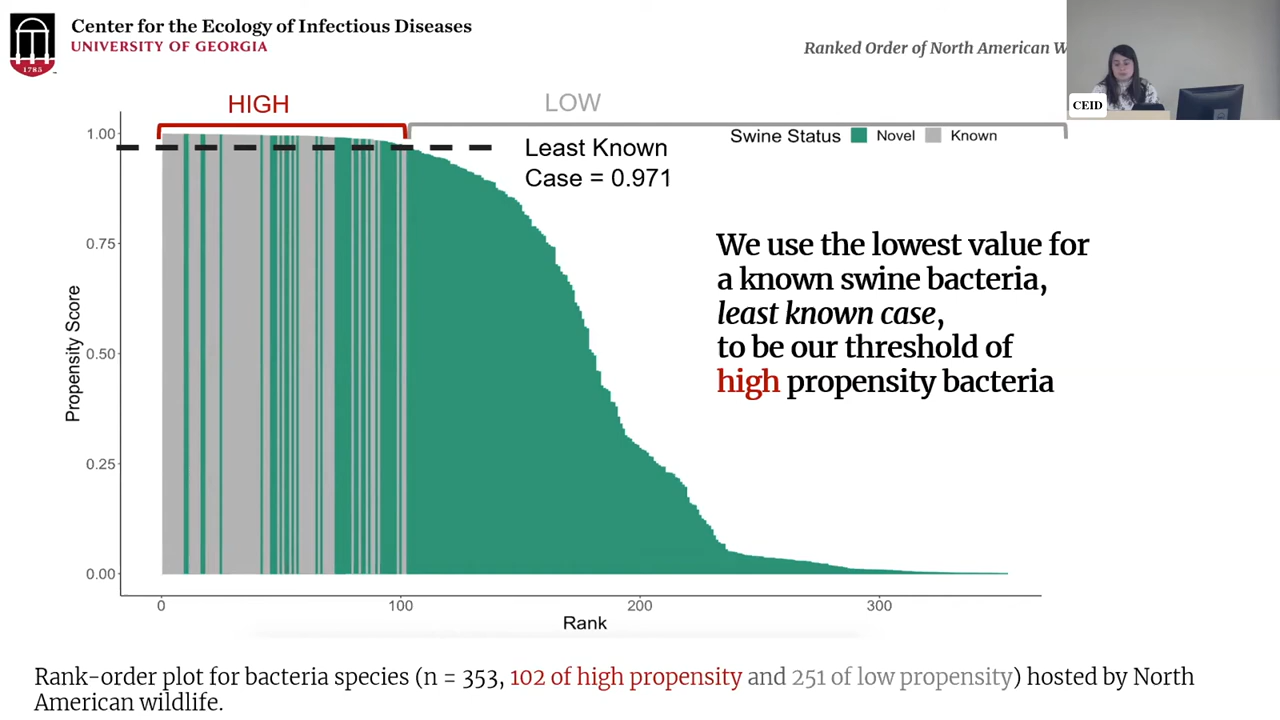 Center for the Ecology of Infectious Diseases
UNIVERSITY OF GEORGIA
1785
Ranked Order of North American
CEID
HIGH
LOW
Swine Status
Novel
Known
Least Known
Case = 0.971
We use the lowest value for
a known swine bacteria,
least known case,
to be our threshold of
high propensity bacteria
Propensity Score
1.00
0.75
0.50
0.25
0.00
0
100
200
300
Rank
Rank-order plot for bacteria species (n = 353, 102 of high propensity and 251 of low propensity) hosted by North
American wildlife.